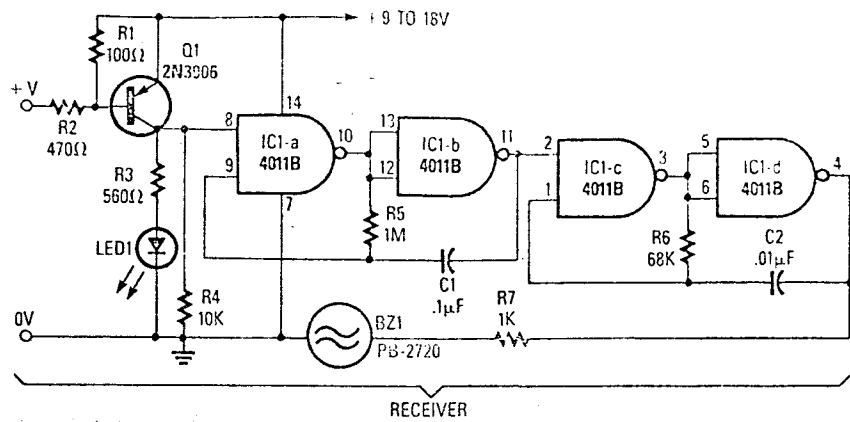 +9 TO 18V
R1
100Ω
Q1
2N3906
+V
R2
470Ω
R3
560Ω
LED1
R4
10K
0V
14
8
9
IC1-a
4011B
10
7
13
12
IC1-b
4011B
11
R5
1M
C1
.1µF
2
1
IC1-c
4011B
3
5
6
IC1-d
4011B
4
R6
68K
C2
.01µF
R7
1K
BZ1
PB-2720
RECEIVER